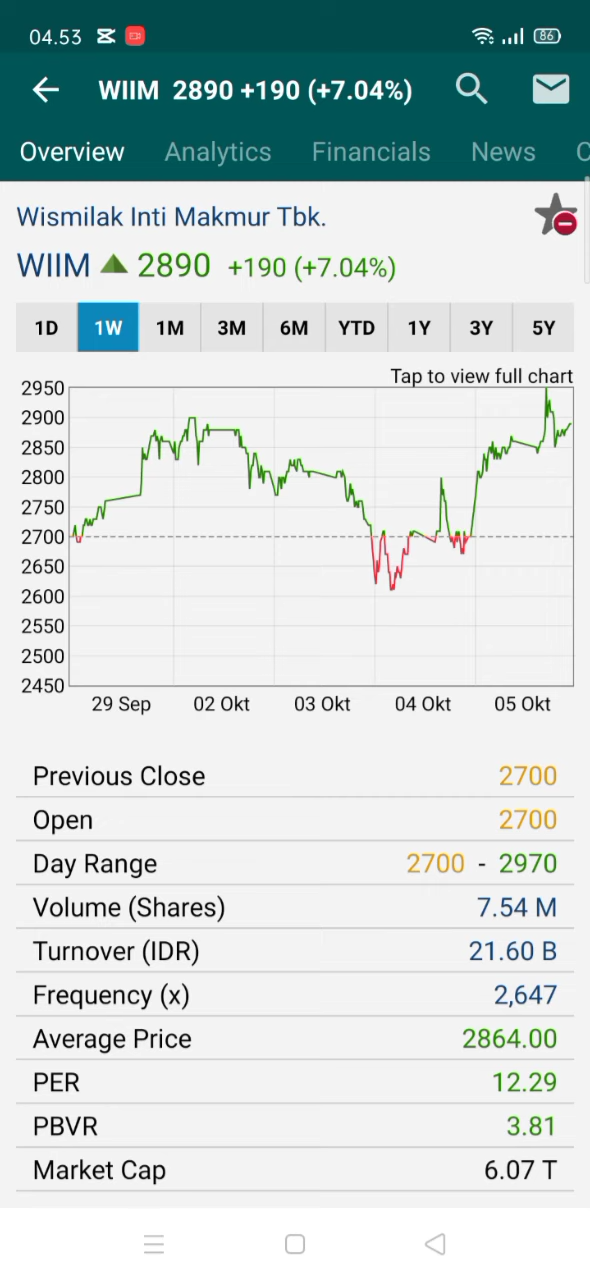 04.53 86
WIIM 2890 +190 (+7.04%)
Overview Analytics Financials News C
Wismilak Inti Makmur Tbk.
WIIM 2890 +190 (+7.04%)
1D 1W 1M 3M 6M YTD 1Y 3Y 5Y
Tap to view full chart
2950
2900
2850
2800
2750
2700
2650
2600
2550
2500
2450
29 Sep 02 Okt 03 Okt 04 Okt 05 Okt
Previous Close 2700
Open 2700
Day Range 2700 - 2970
Volume (Shares) 7.54 M
Turnover (IDR) 21.60 B
Frequency (x) 2,647
Average Price 2864.00
PER 12.29
PBVR 3.81
Market Cap 6.07 T